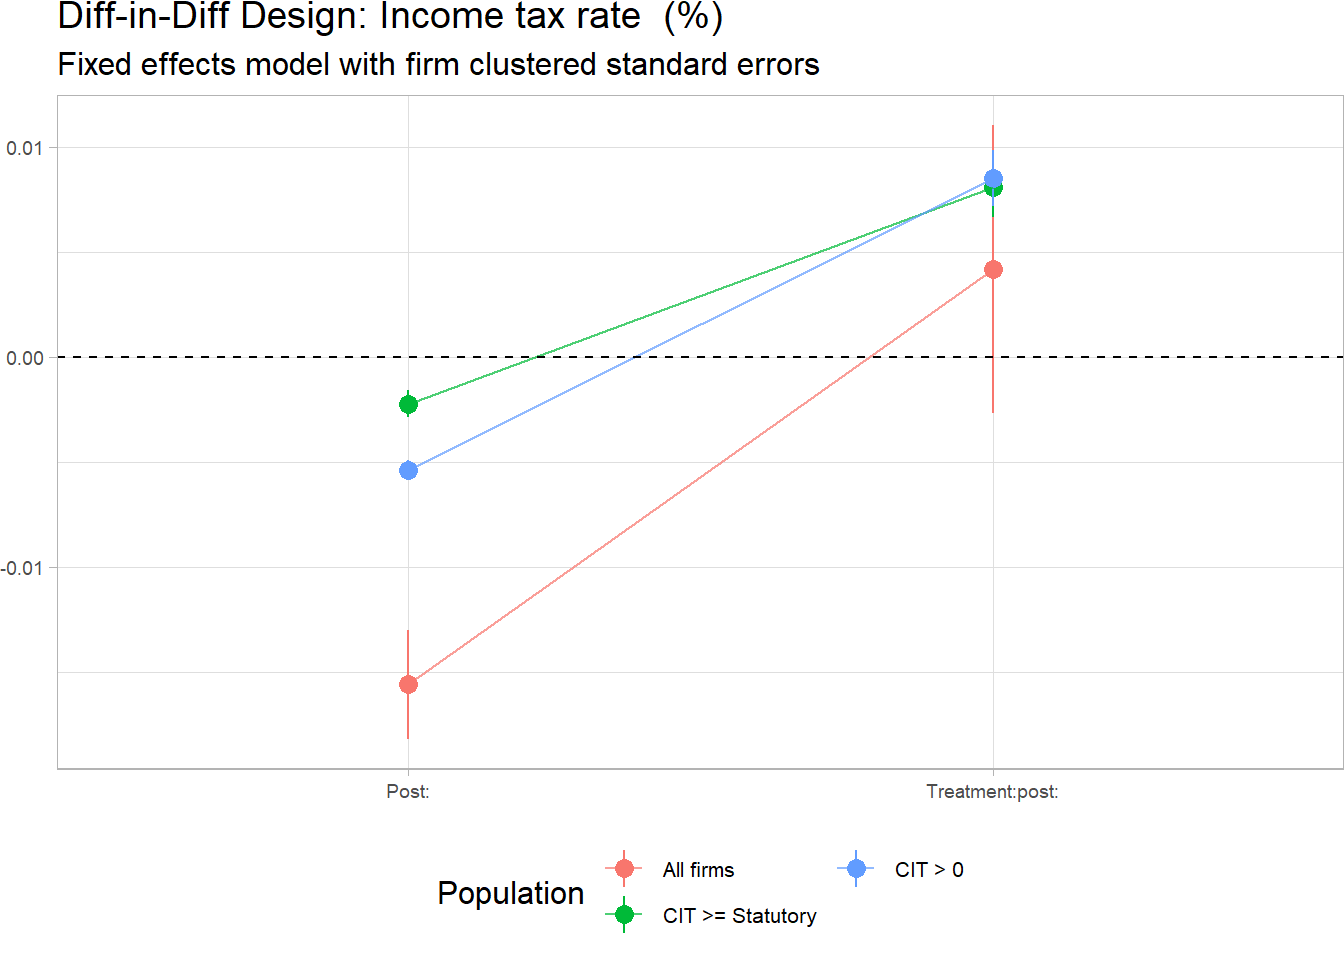 Diff-in-Diff Design: Income tax rate  (%)
Fixed effects model with firm clustered standard errors
0.01
0.00
-0.01
Post:
Treatment:post:
Population
All firms
CIT > 0
CIT >= Statutory